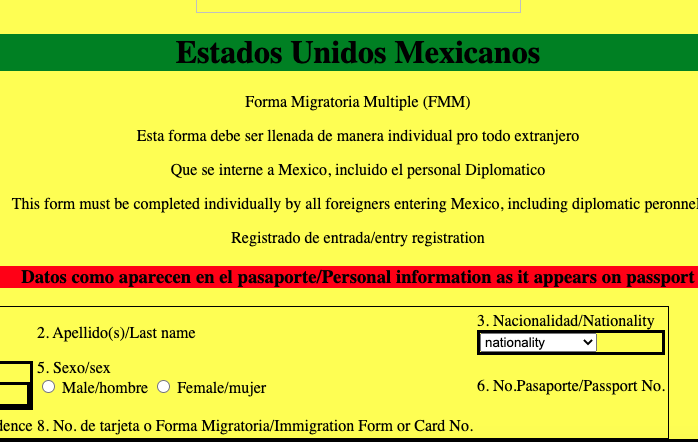 Estados Unidos Mexicanos
Forma Migratoria Multiple (FMM)
Esta forma debe ser llenada de manera individual pro todo extranjero
Que se interne a Mexico, incluido el personal Diplomatico
This form must be completed individually by all foreigners entering Mexico, including diplomatic peronnel
Registrado de entrada/entry registration
Datos como aparecen en el pasaporte/Personal information as it appears on passport
2. Apellido(s)/Last name
3. Nacionalidad/Nationality
nationality
5. Sexo/sex
Male/hombre Female/mujer
6. No.Pasaporte/Passport No.
8. No. de tarjeta o Forma Migratoria/Immigration Form or Card No.